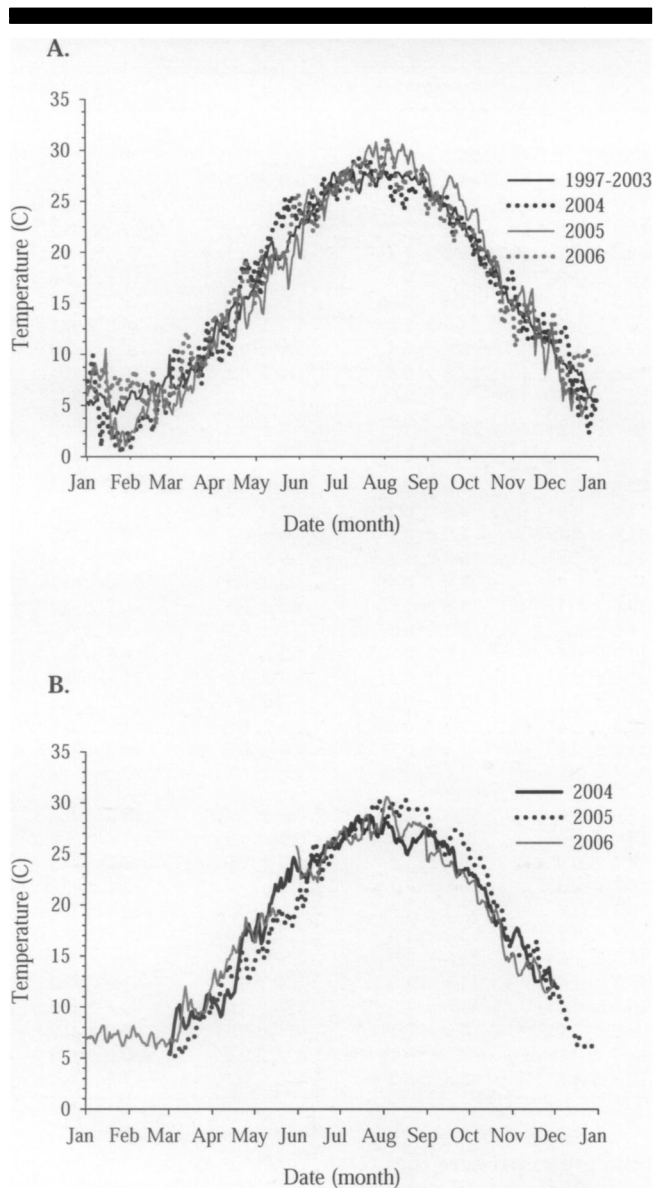 A.
35
30
25
20
15
10
5
0
Temperature (C)
1997-2003
2004
2005
2006
Jan Feb Mar Apr May Jun Jul Aug Sep Oct Nov Dec Jan
Date (month)
B.
35
30
25
20
15
10
5
0
Temperature (C)
2004
2005
2006
Jan Feb Mar Apr May Jun Jul Aug Sep Oct Nov Dec Jan
Date (month)